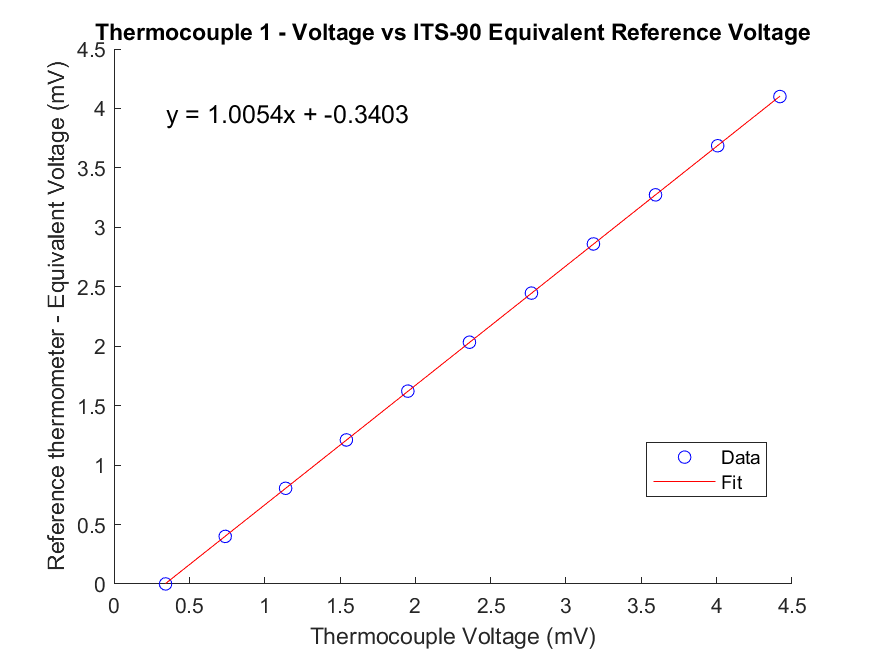 Thermocouple 1 - Voltage vs ITS-90 Equivalent Reference Voltage
y = 1.0054x + -0.3403
Reference thermometer - Equivalent Voltage (mV)
4.5
4
3.5
3
2.5
2
1.5
1
0.5
0
Data
Fit
0 0.5 1 1.5 2 2.5 3 3.5 4 4.5
Thermocouple Voltage (mV)